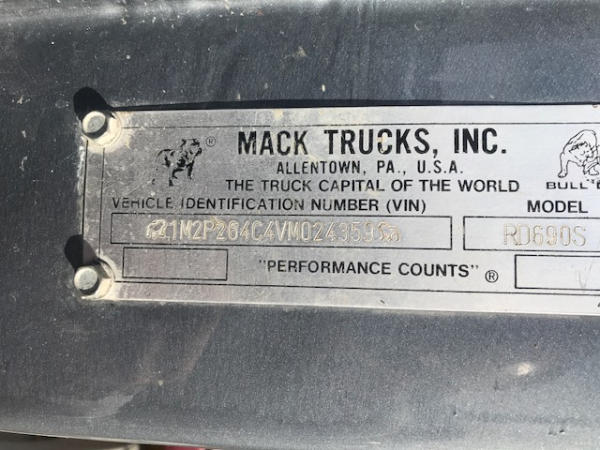 MACK TRUCKS, INC.
ALLENTOWN, PA., U.S.A.
THE TRUCK CAPITAL OF THE WORLD
BULL
VEHICLE IDENTIFICATION NUMBER (VIN) MODEL
1M2P264C4VM024359 RD690S
"PERFORMANCE COUNTS" ® V